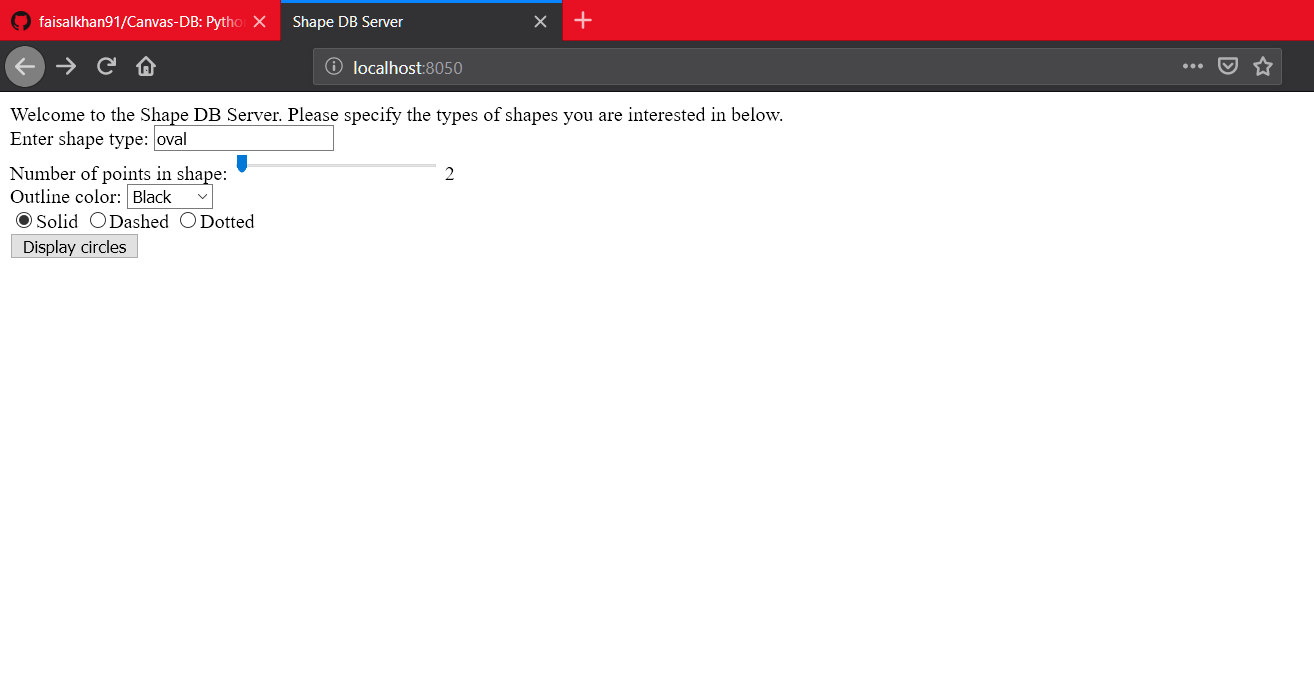 faisalkhan91/Canvas-DB: Pytho
Shape DB Server
localhost:8050
Welcome to the Shape DB Server. Please specify the types of shapes you are interested in below.
Enter shape type: oval
Number of points in shape: 2
Outline color: Black
Solid Dashed Dotted
Display circles